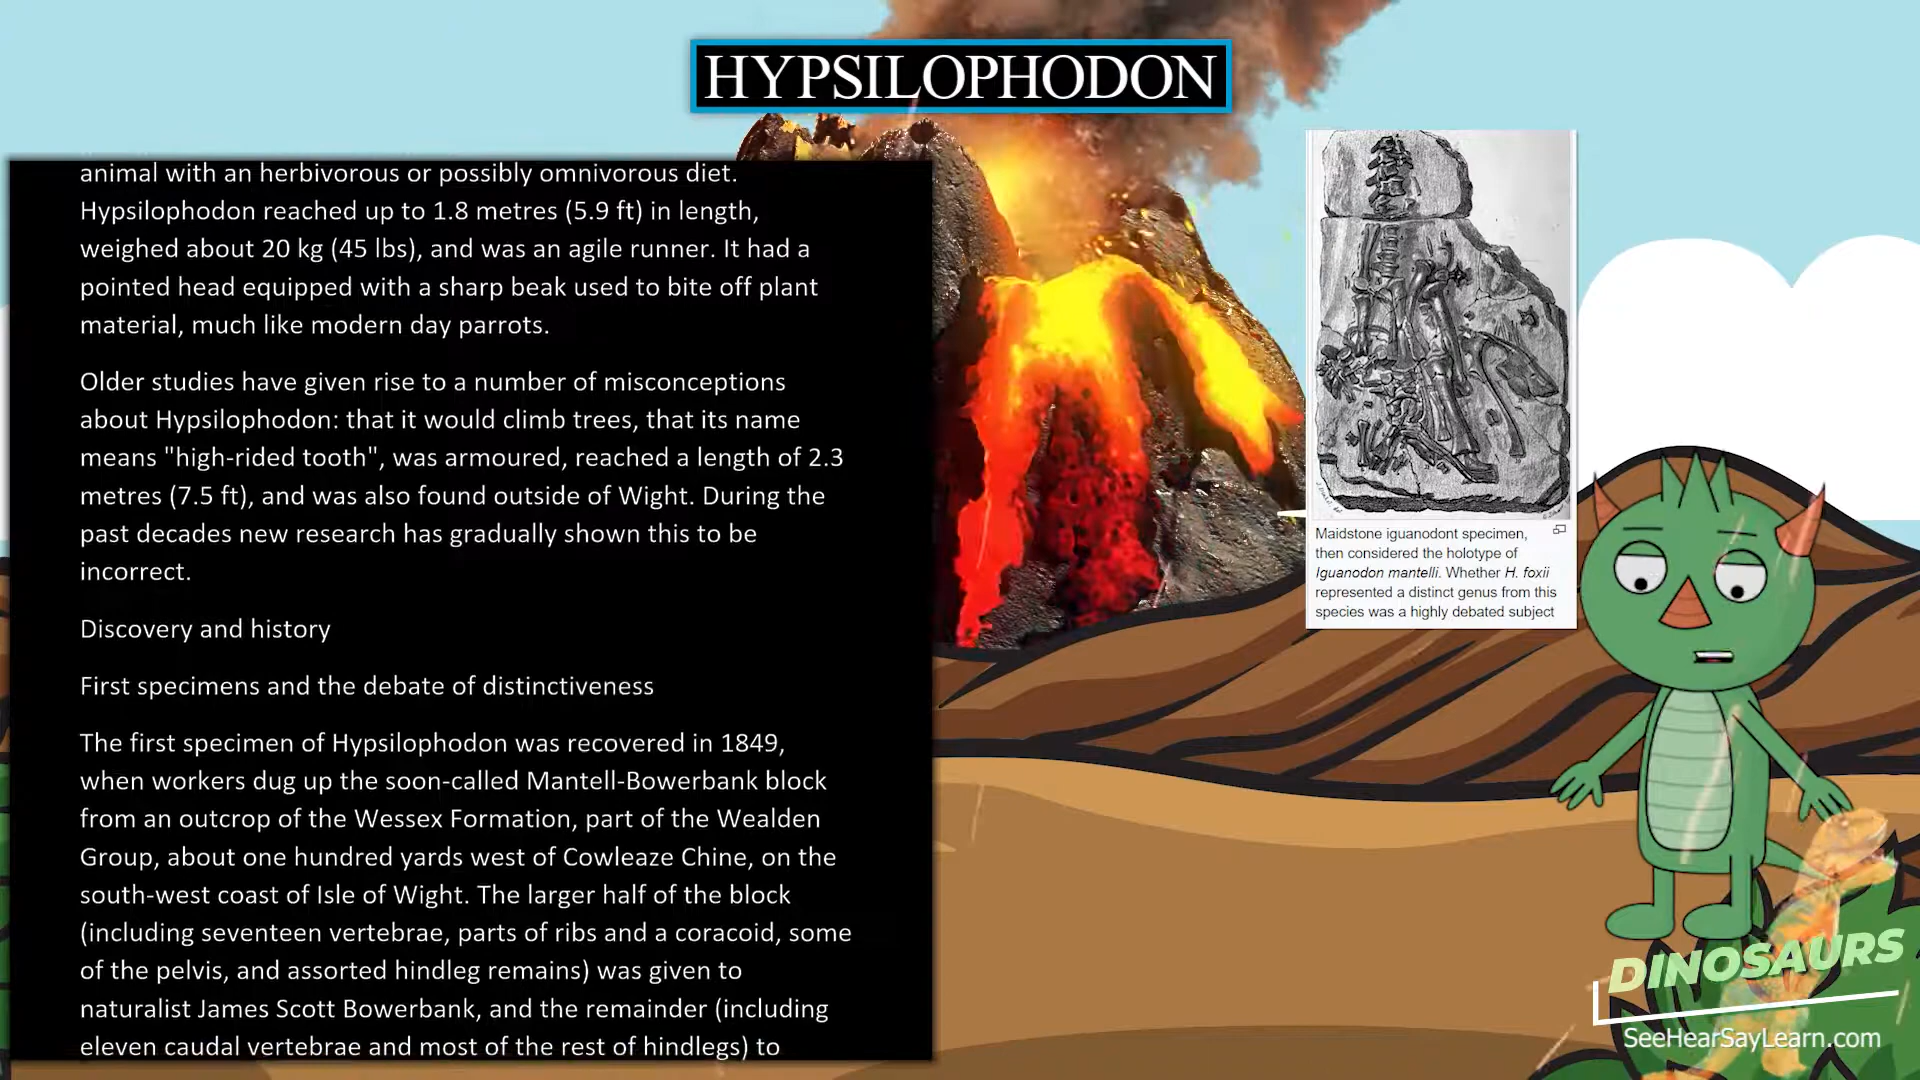 HYPSILOPHODON
animal with an herbivorous or possibly omnivorous diet.
Hypsilophodon reached up to 1.8 metres (5.9 ft) in length,
weighed about 20 kg (45 lbs), and was an agile runner. It had a
pointed head equipped with a sharp beak used to bite off plant
material, much like modern day parrots.
Older studies have given rise to a number of misconceptions
about Hypsilophodon: that it would climb trees, that its name
means "high-rided tooth", was armoured, reached a length of 2.3
metres (7.5 ft), and was also found outside of Wight. During the
past decades new research has gradually shown this to be
incorrect.
Discovery and history
First specimens and the debate of distinctiveness
The first specimen of Hypsilophodon was recovered in 1849,
when workers dug up the soon-called Mantell-Bowerbank block
from an outcrop of the Wessex Formation, part of the Wealden
Group, about one hundred yards west of Cowleaze Chine, on the
south-west coast of Isle of Wight. The larger half of the block
(including seventeen vertebrae, parts of ribs and a coracoid, some
of the pelvis, and assorted hindleg remains) was given to
naturalist James Scott Bowerbank, and the remainder (including
eleven caudal vertebrae and most of the rest of hindlegs) to
Maidstone iguanodont specimen,
then considered the holotype of
Iguanodon mantelli. Whether H. foxii
represented a distinct genus from this
species was a highly debated subject
DINOSAURS
SeeHearSayLearn.com